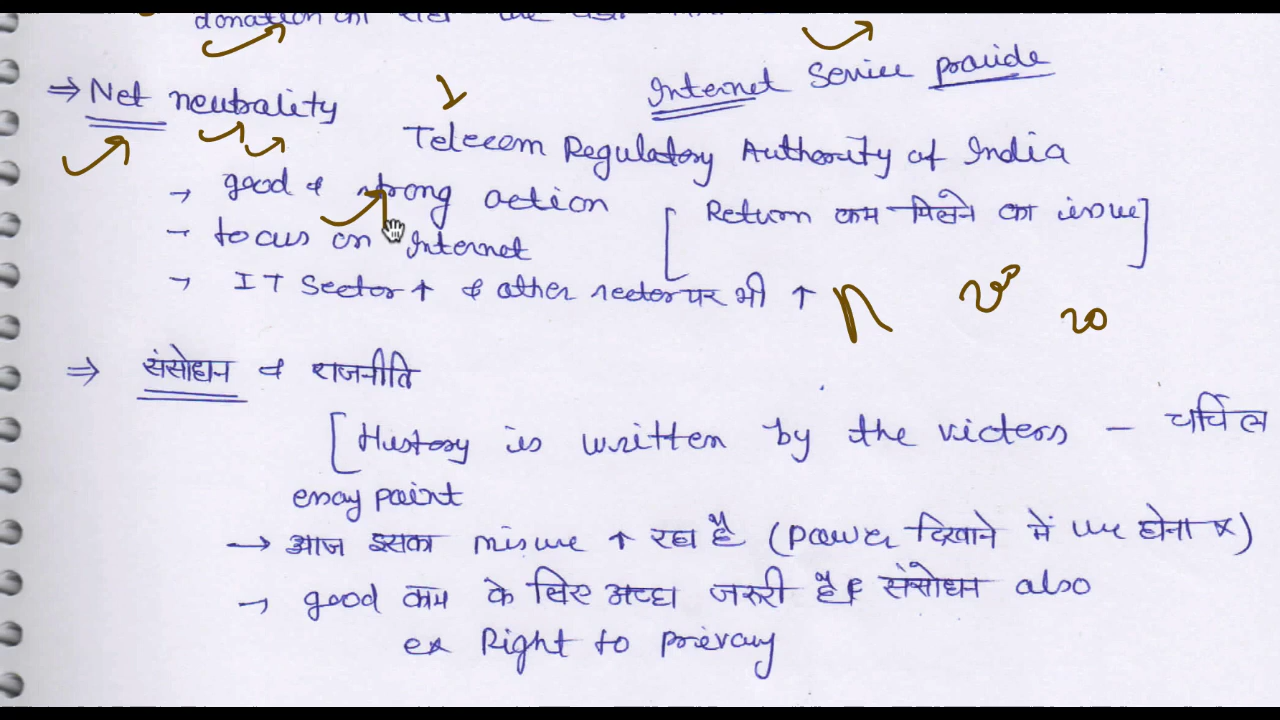 donation का
⇒ Net neutrality
Internet Service provide
Telecom Regulatory Authority of India
→ good & strong action [Return कम मिलने का issue]
→ focus on Internet
→ IT Sector ↑ & other sector पर भी ↑
20
⇒ संसोधन व राजनीति
[History is written by the victors – चर्चिल
essay point
→ आज इसका misuse ↑ रहा है (power दिखाने में use होना x)
→ good काम के लिए अच्छा जरूरी है & संसोधन also
ex Right to privacy